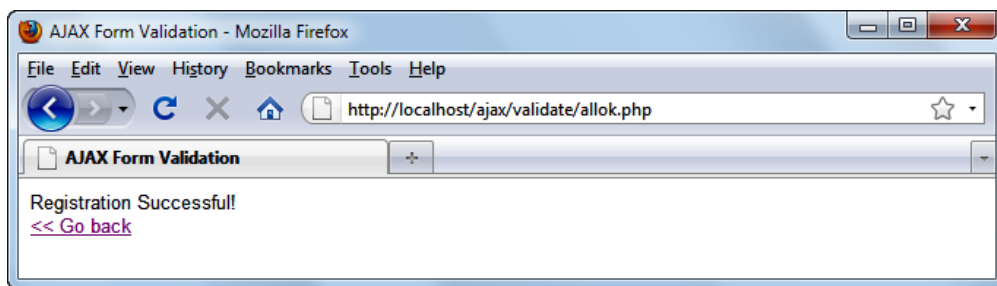 AJAX Form Validation - Mozilla Firefox
File Edit View History Bookmarks Tools Help
http://localhost/ajax/validate/allok.php
AJAX Form Validation
Registration Successful!
<< Go back